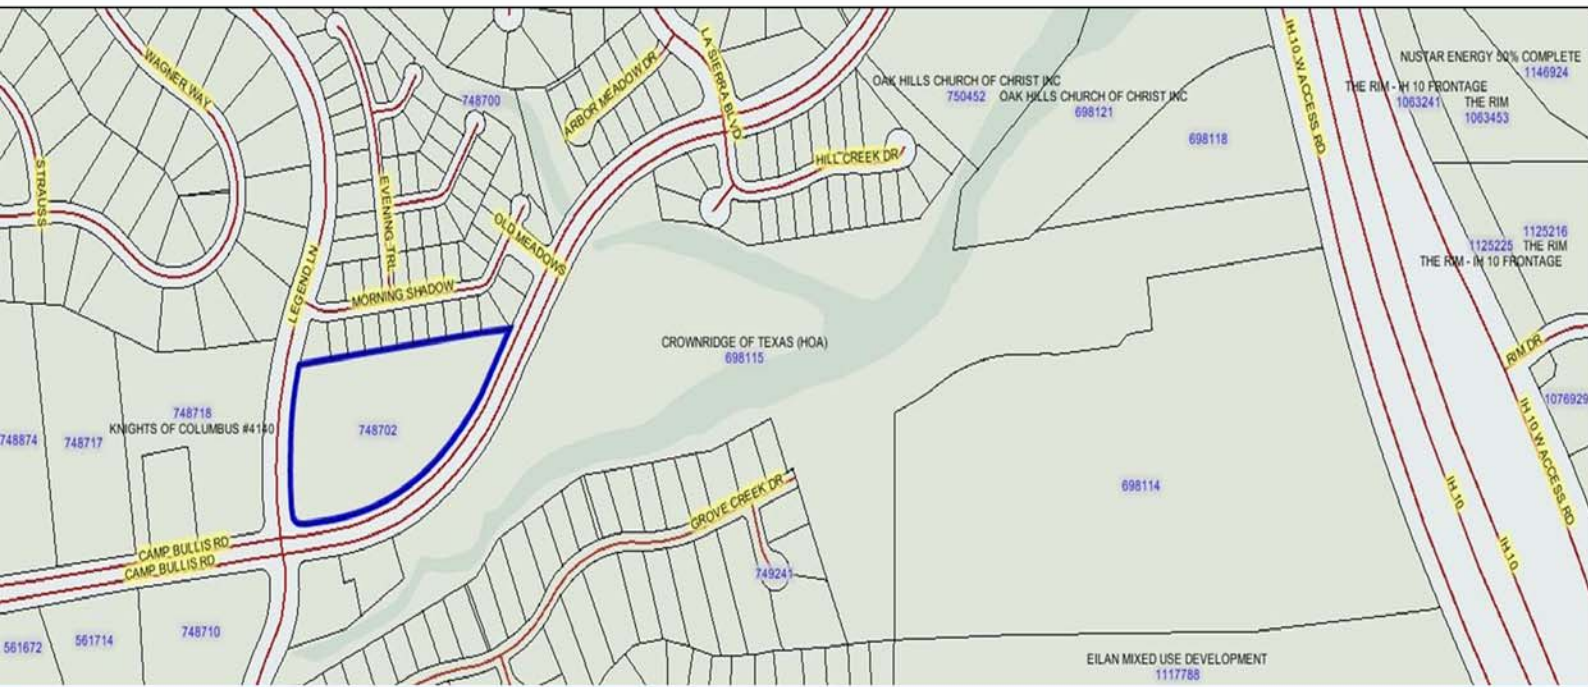 WAGNER WAY
LA SIERRA BLVD
IH 10 W ACCESS RD
NUSTAR ENERGY 50% COMPLETE
1146924
ARBOR MEADOW DR
OAK HILLS CHURCH OF CHRIST INC
750452
OAK HILLS CHURCH OF CHRIST INC
698121
THE RIM - IH 10 FRONTAGE
1063241
THE RIM
1063453
748700
698118
STRAUSS
EVENING TRL
HILL CREEK DR
OLD MEADOWS
1125216
1125225
THE RIM
THE RIM - IH 10 FRONTAGE
LEGEND LN
MORNING SHADOW
CROWNRIDGE OF TEXAS (HOA)
698115
RIM DR
1076929
748718
KNIGHTS OF COLUMBUS #4140
748874
748717
748702
IH 10 W ACCESS RD
GROVE CREEK DR
698114
IH 10
IH 10
CAMP BULLIS RD
CAMP BULLIS RD
749241
561672
561714
748710
EILAN MIXED USE DEVELOPMENT
1117788